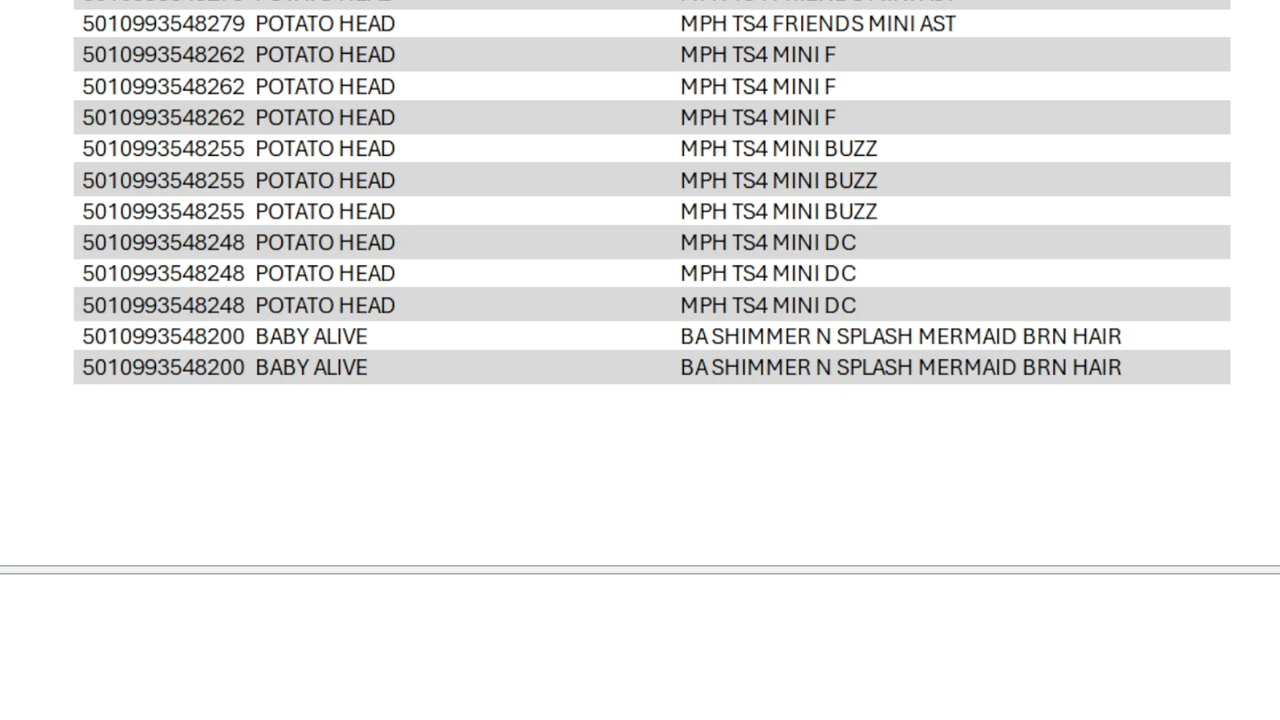 5010993548279 POTATO HEAD MPH TS4 FRIENDS MINI AST
5010993548262 POTATO HEAD MPH TS4 MINI F
5010993548262 POTATO HEAD MPH TS4 MINI F
5010993548262 POTATO HEAD MPH TS4 MINI F
5010993548255 POTATO HEAD MPH TS4 MINI BUZZ
5010993548255 POTATO HEAD MPH TS4 MINI BUZZ
5010993548255 POTATO HEAD MPH TS4 MINI BUZZ
5010993548248 POTATO HEAD MPH TS4 MINI DC
5010993548248 POTATO HEAD MPH TS4 MINI DC
5010993548248 POTATO HEAD MPH TS4 MINI DC
5010993548200 BABY ALIVE BA SHIMMER N SPLASH MERMAID BRN HAIR
5010993548200 BABY ALIVE BA SHIMMER N SPLASH MERMAID BRN HAIR